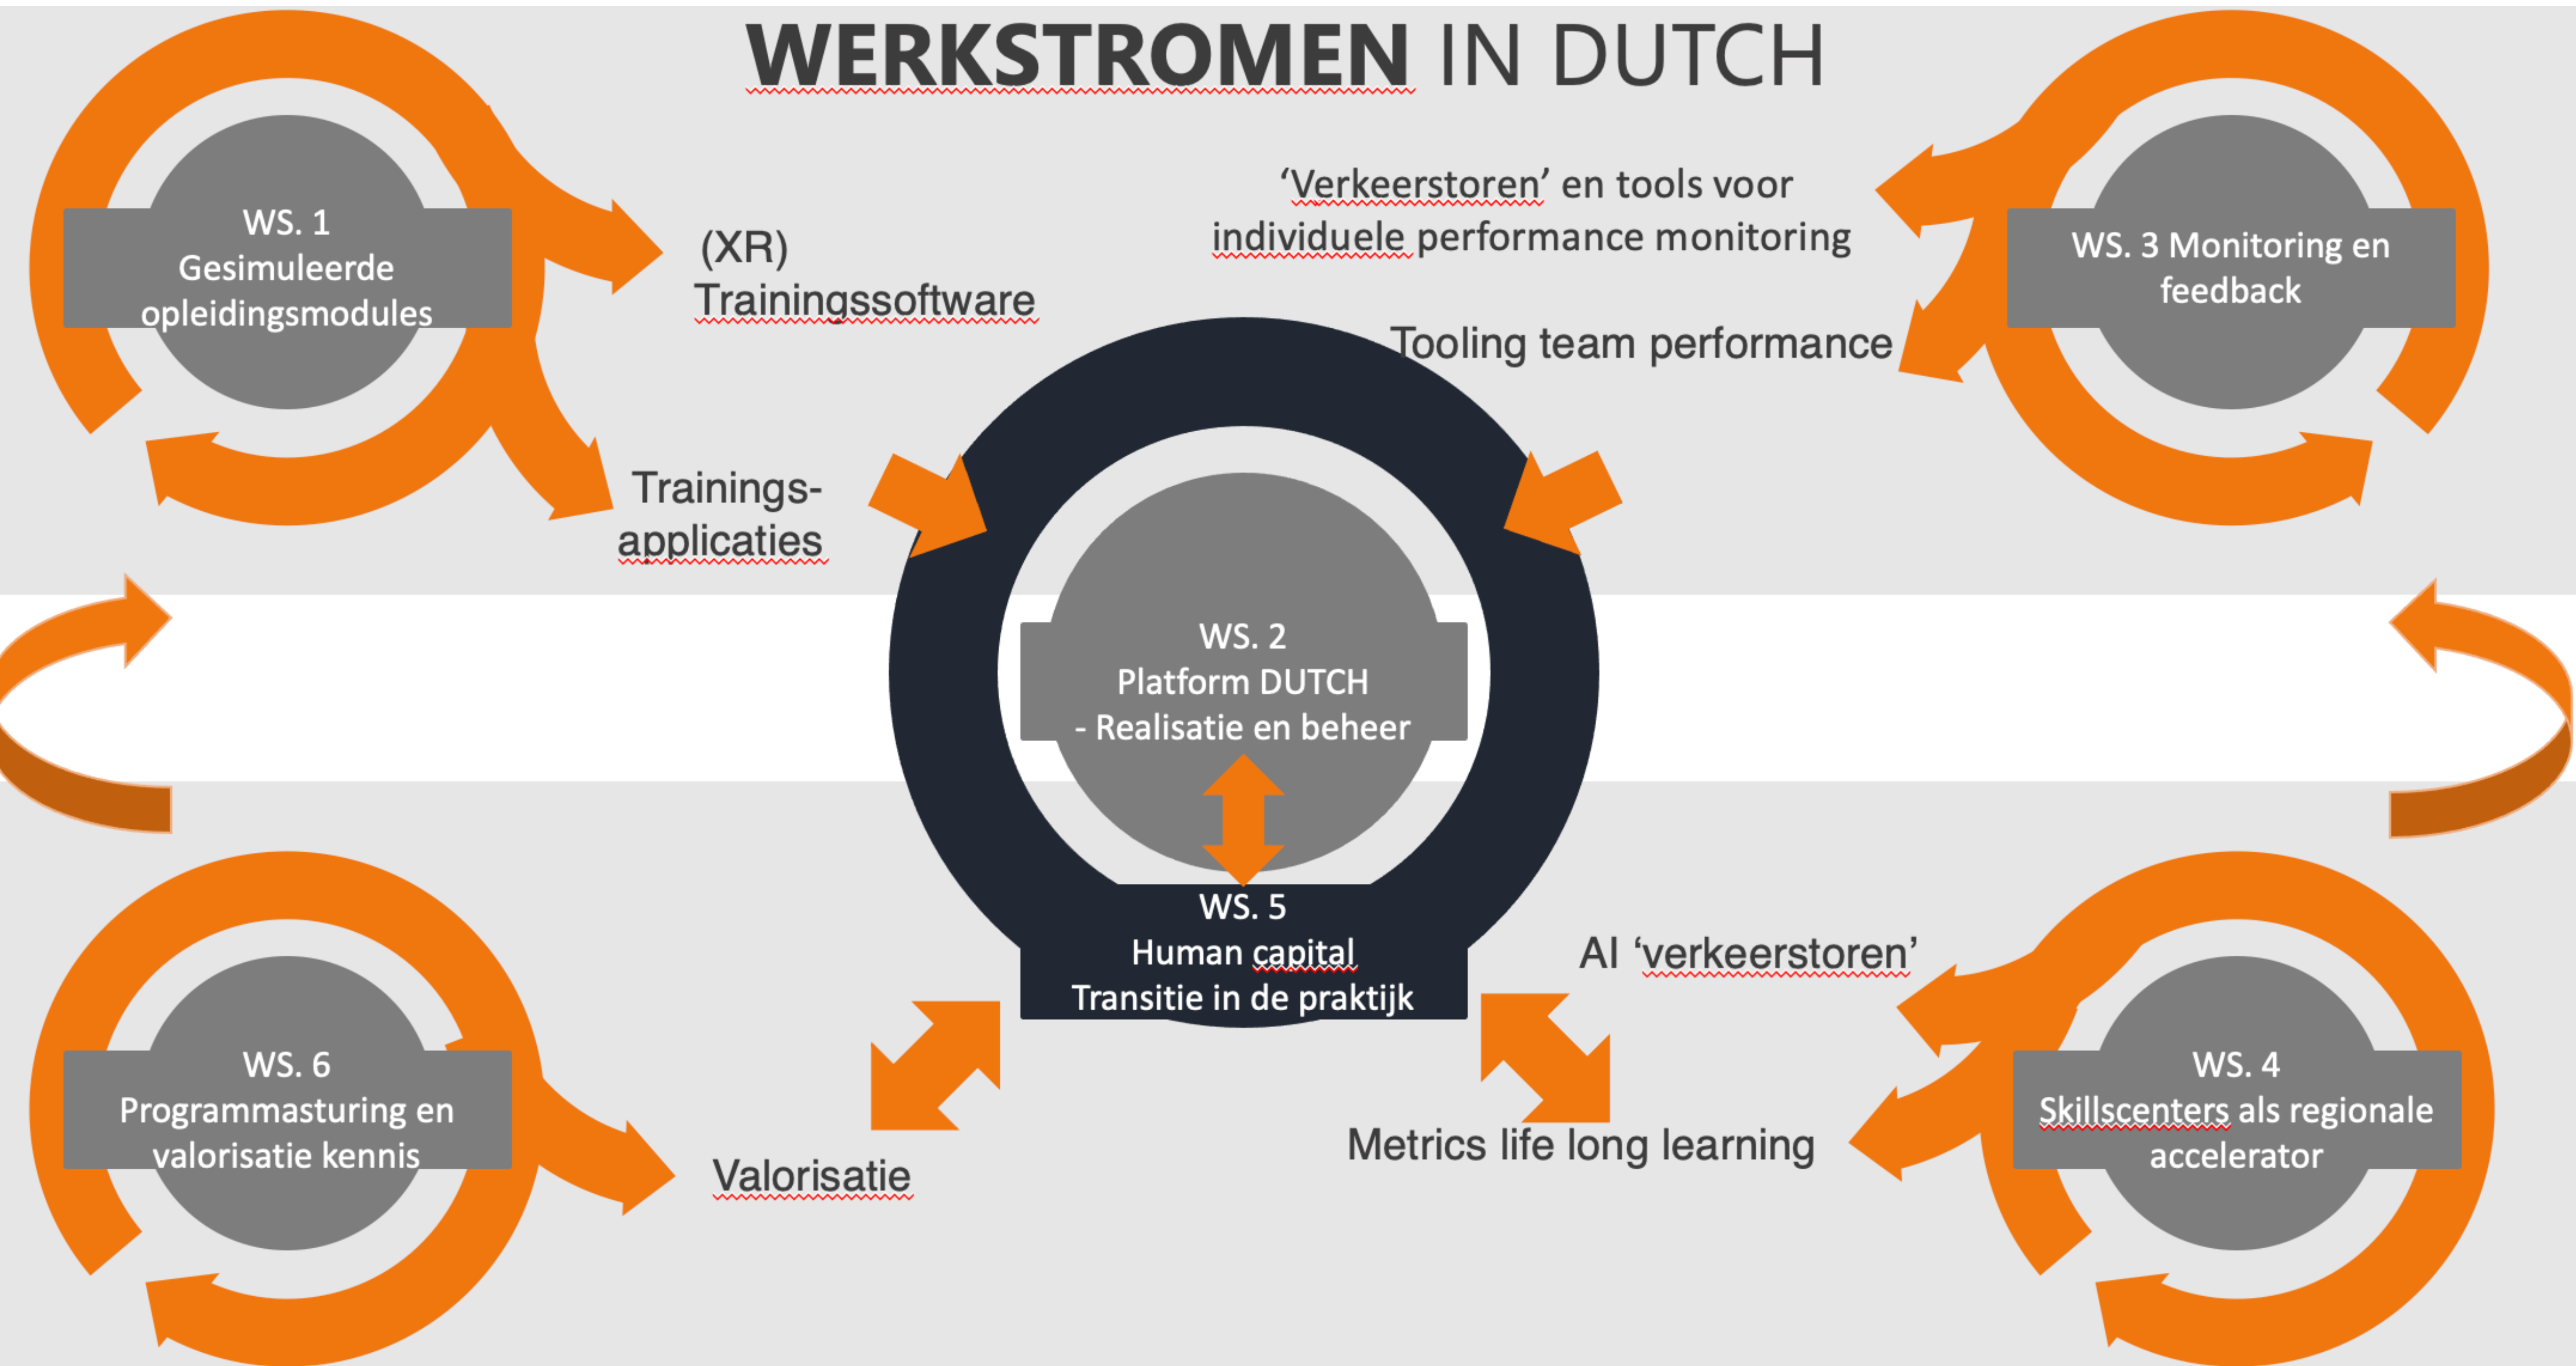 WERKSTROMEN IN DUTCH
WS. 1
Gesimuleerde
opleidingsmodules
(XR)
Trainingssoftware
Trainings-
applicaties
‘Verkeerstoren’ en tools voor
individuele performance monitoring
Tooling team performance
WS. 3 Monitoring en
feedback
WS. 2
Platform DUTCH
- Realisatie en beheer
WS. 5
Human capital
Transitie in de praktijk
WS. 6
Programmasturing en
valorisatie kennis
Valorisatie
AI ‘verkeerstoren’
Metrics life long learning
WS. 4
Skillscenters als regionale
accelerator